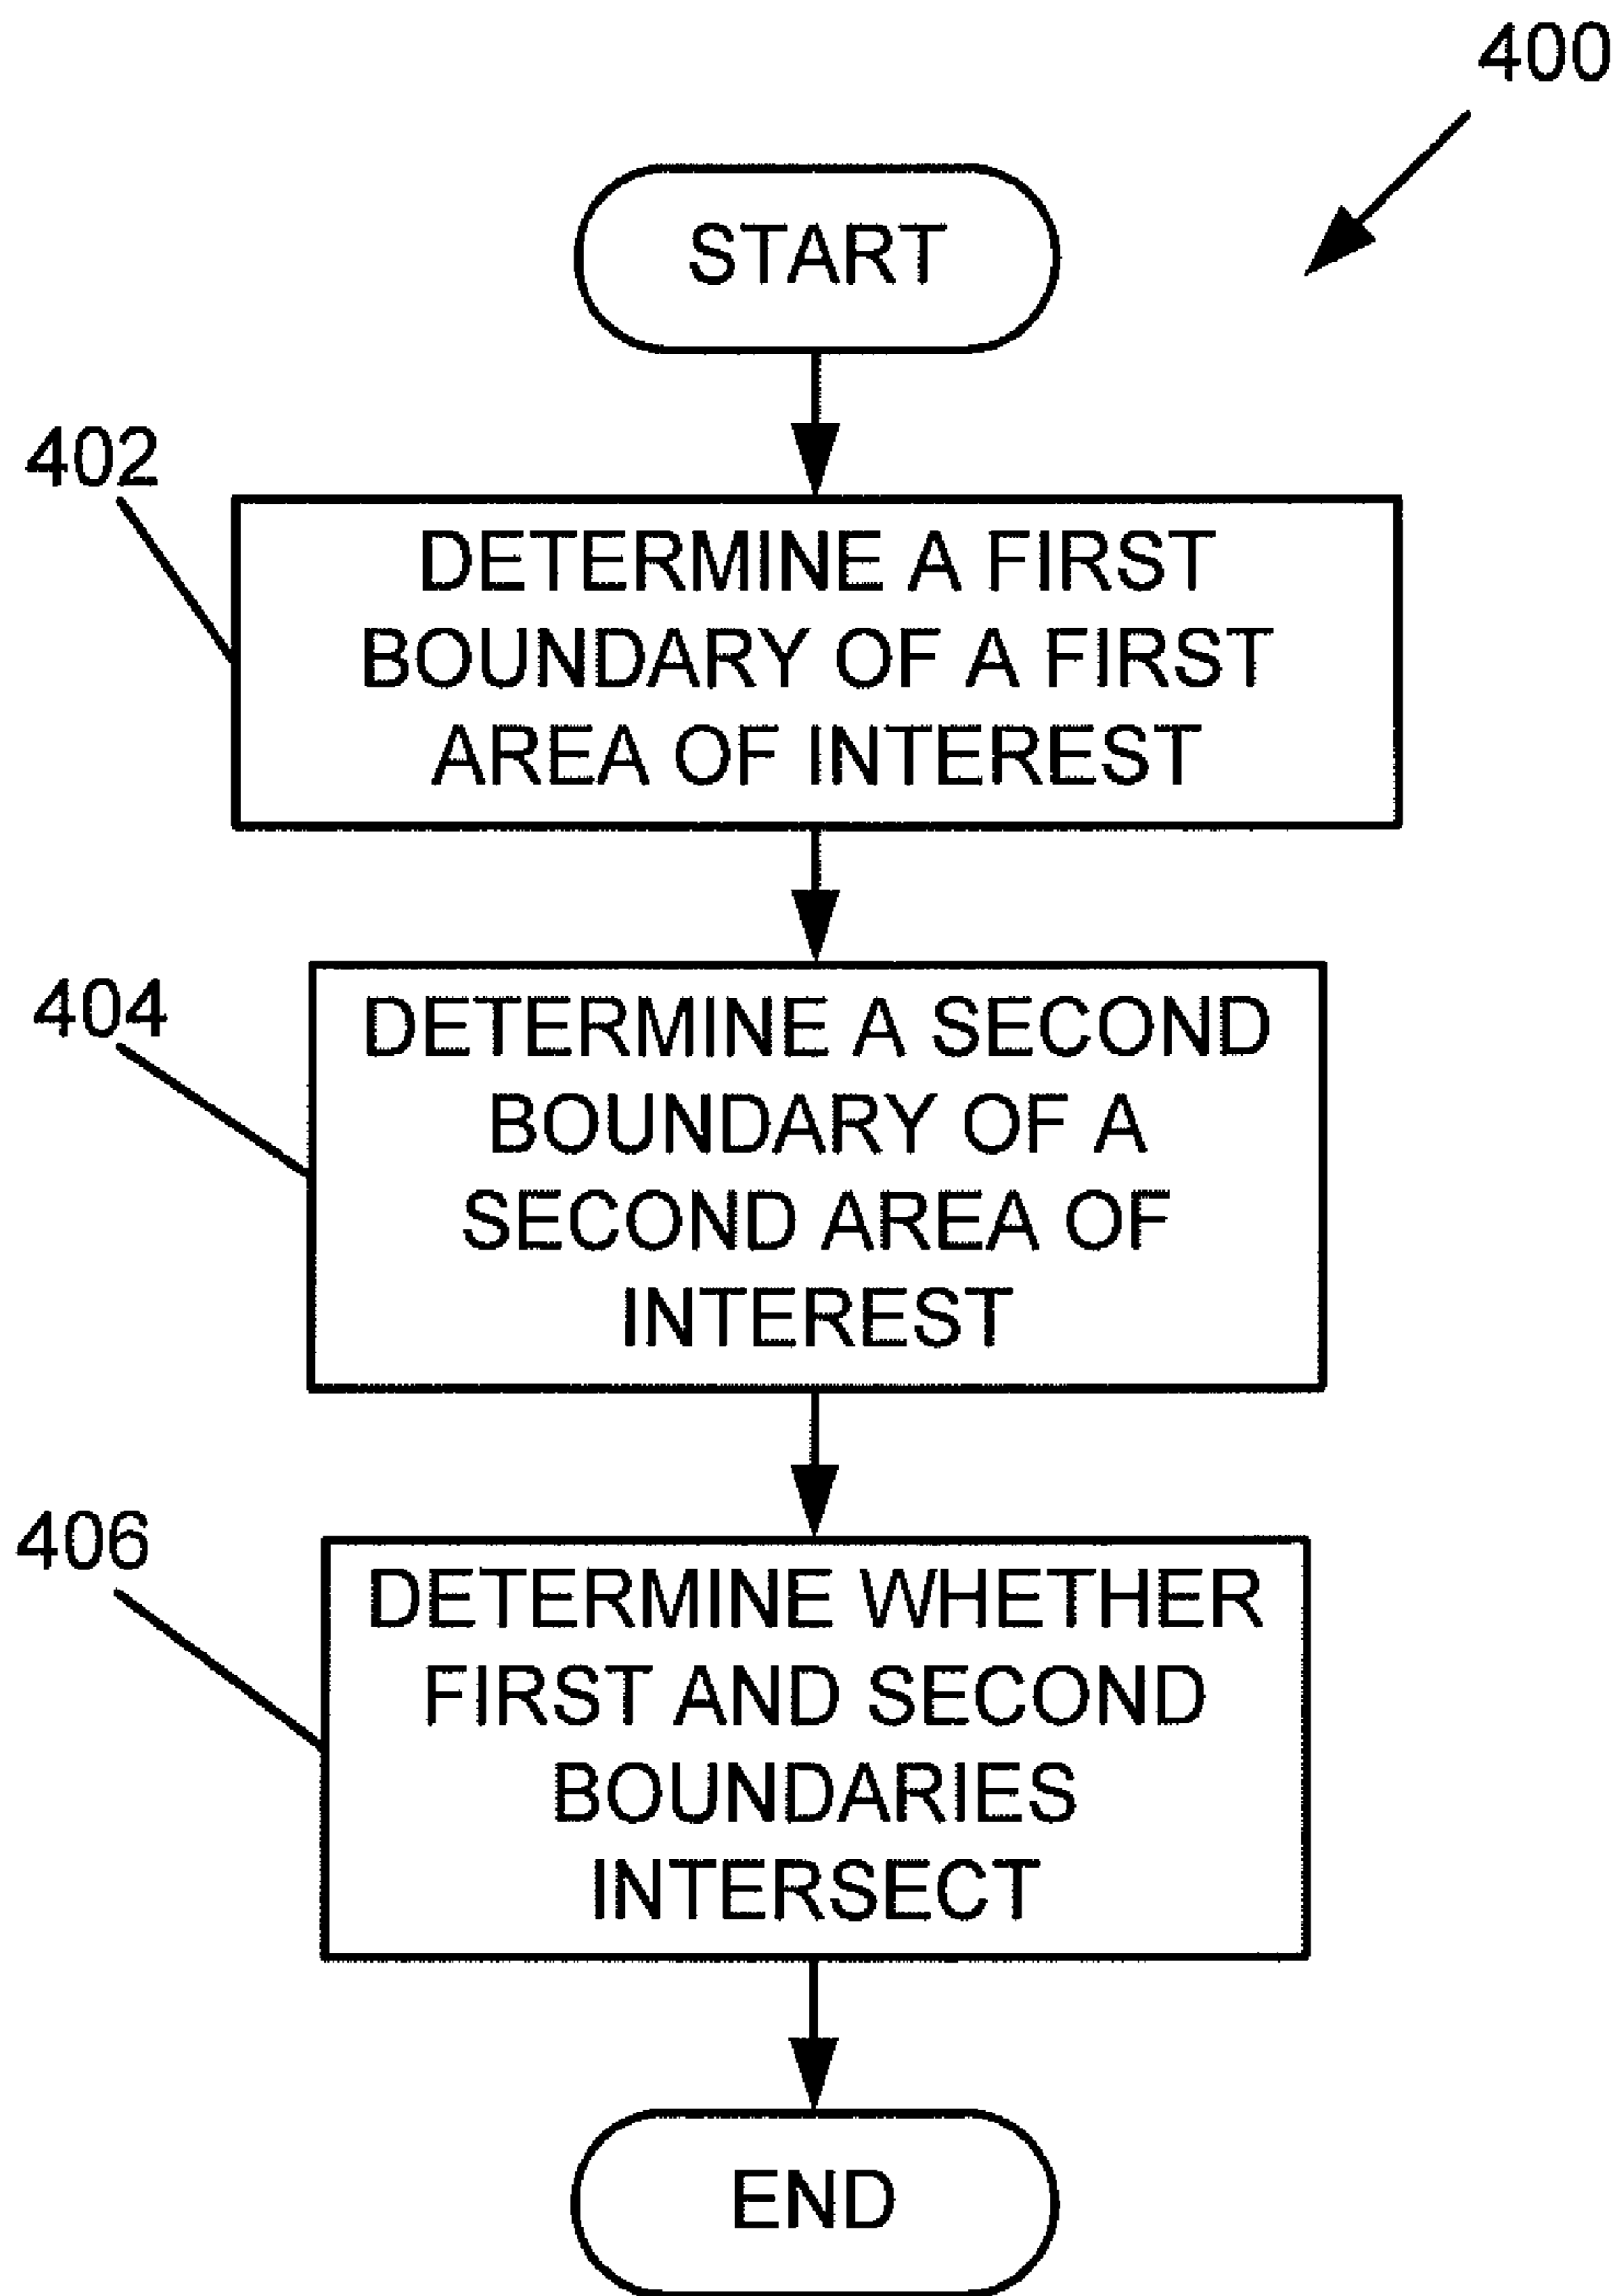 400
START
402
DETERMINE A FIRST
BOUNDARY OF A FIRST
AREA OF INTEREST
404
DETERMINE A SECOND
BOUNDARY OF A
SECOND AREA OF
INTEREST
406
DETERMINE WHETHER
FIRST AND SECOND
BOUNDARIES
INTERSECT
END